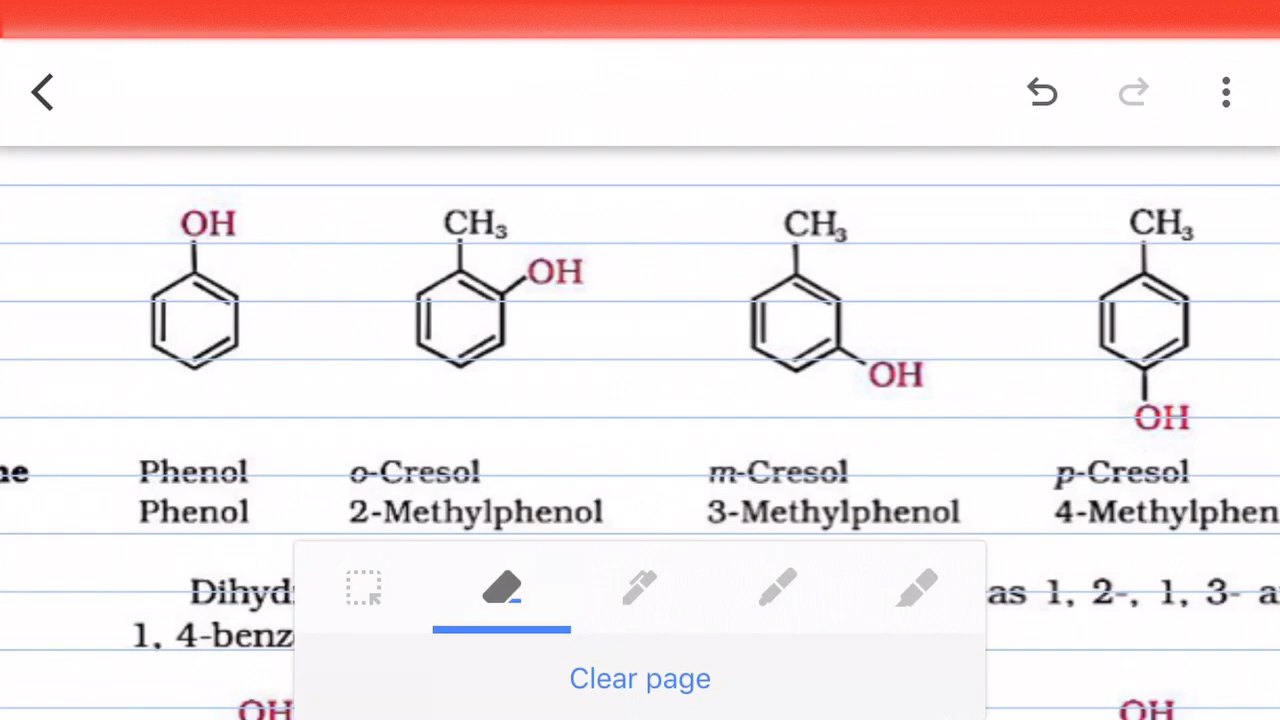 OH CH₃ CH₃ CH₃
OH
OH
OH
Phenol o-Cresol m-Cresol p-Cresol
Phenol 2-Methylphenol 3-Methylphenol 4-Methylphen
as 1, 2-, 1, 3-
1, 4-benz
Clear page
OH OH